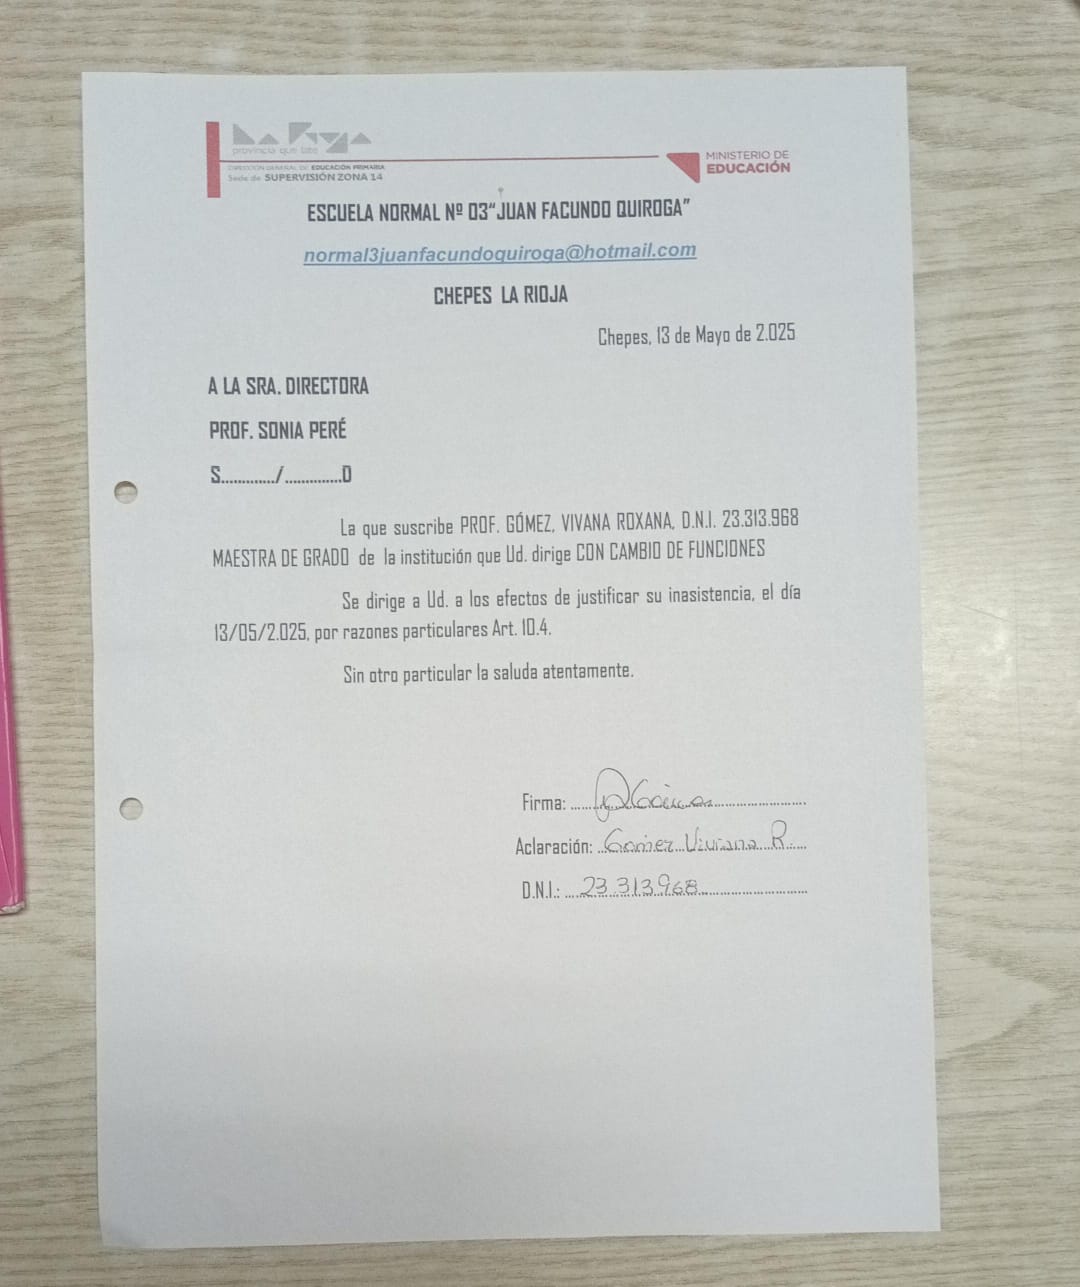 La Rioja
provincia que late
DIRECCIÓN GENERAL DE EDUCACIÓN PRIMARIA
Sede de SUPERVISIÓN ZONA 14
MINISTERIO DE
EDUCACIÓN
ESCUELA NORMAL Nº 03“JUAN FACUNDO QUIROGA”
normal3juanfacundoquiroga@hotmail.com
CHEPES LA RIOJA
Chepes, 13 de Mayo de 2.025
A LA SRA. DIRECTORA
PROF. SONIA PERÉ
S............/.............D
La que suscribe PROF. GÓMEZ, VIVANA ROXANA, D.N.I. 23.313.968
MAESTRA DE GRADO de la institución que Ud. dirige CON CAMBIO DE FUNCIONES
Se dirige a Ud. a los efectos de justificar su inasistencia, el día
13/05/2.025, por razones particulares Art. 10.4.
Sin otro particular la saluda atentamente.
Firma:
Aclaración: Gomez Viviana R.
D.N.I.: 23.313.968